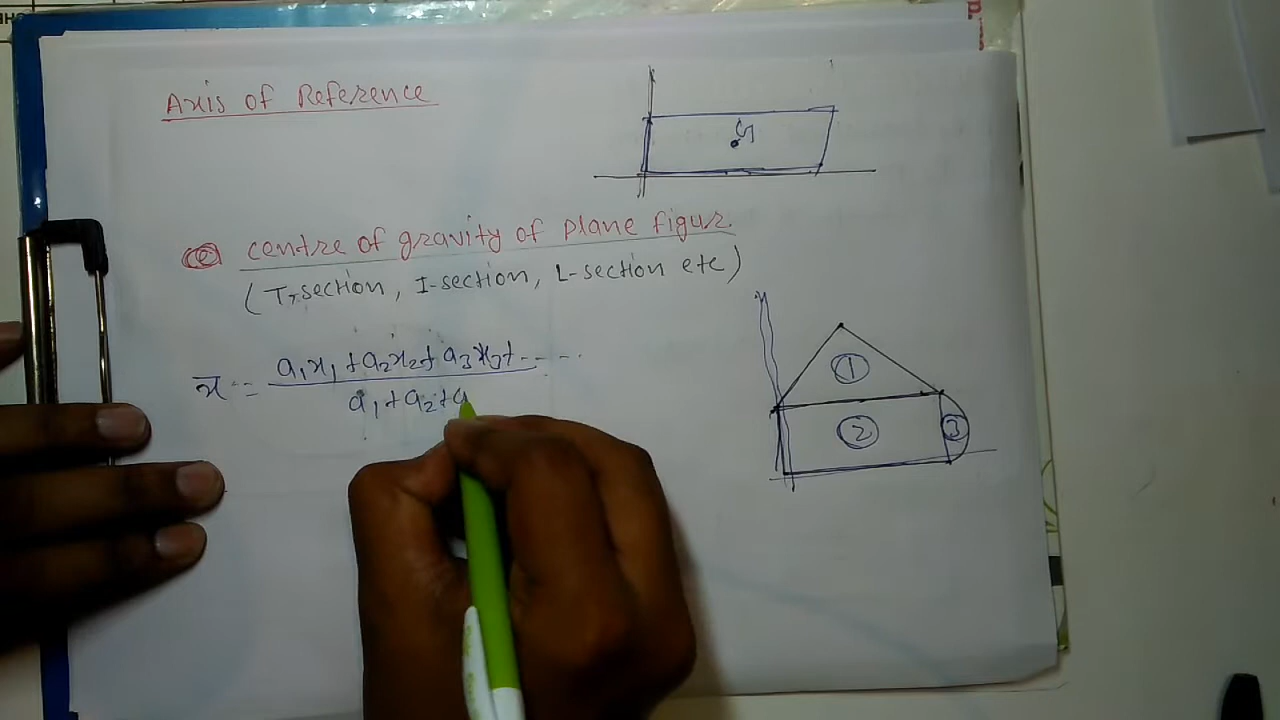 Axis of Reference
G
centre of gravity of plane figur.
(T-section, I-section, L-section etc)
x̄ = a₁x₁ + a₂x₂ + a₃x₃ + -----
a₁ + a₂ + a
1
2
3